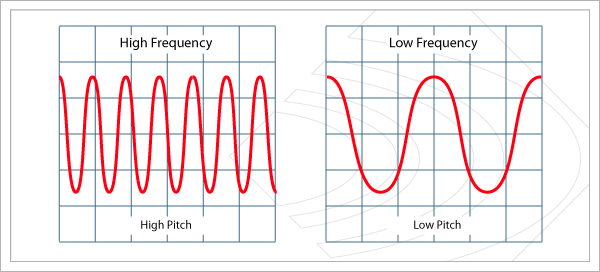 High Frequency
Low Frequency
High Pitch
Low Pitch